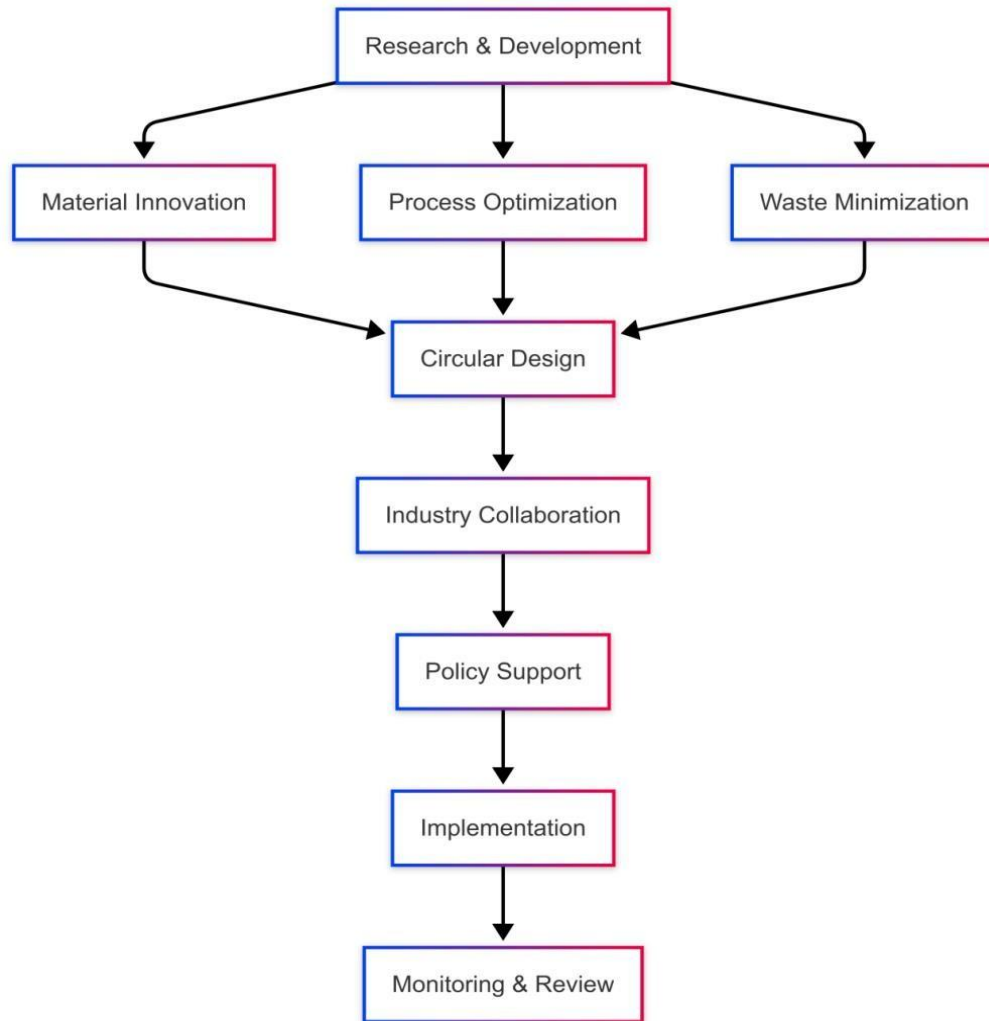 Research & Development
Material Innovation
Process Optimization
Waste Minimization
Circular Design
Industry Collaboration
Policy Support
Implementation
Monitoring & Review